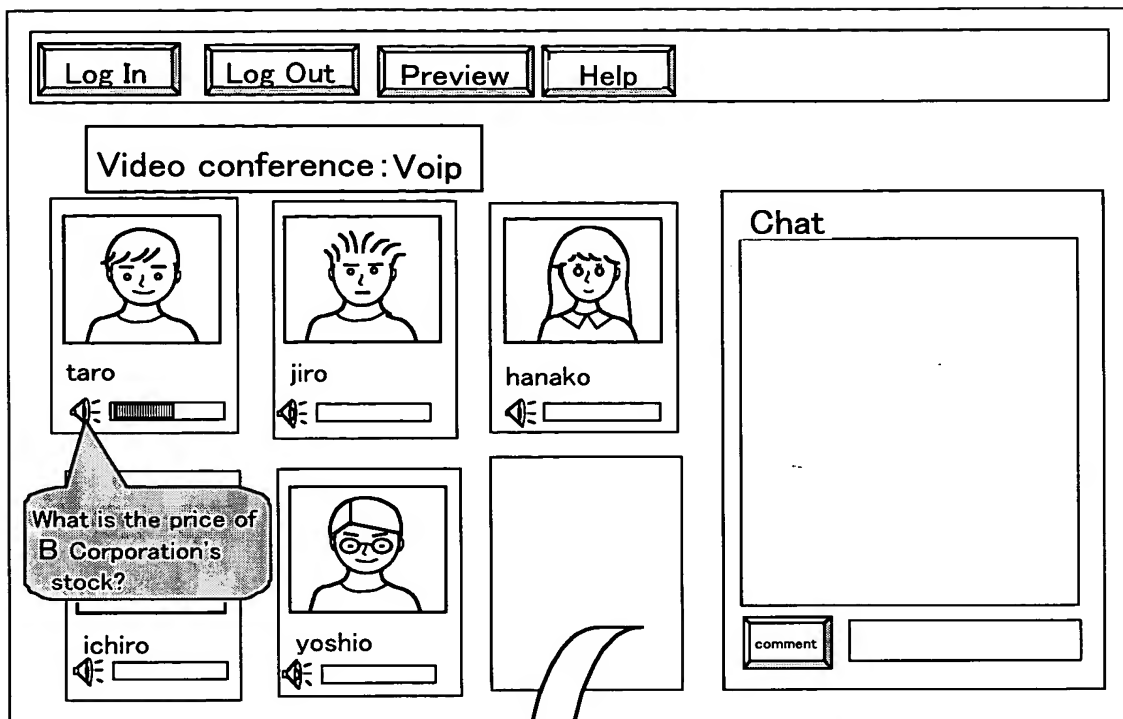 Log In Log Out Preview Help
Video conference:Voip
Chat
taro jiro hanako
What is the price of
B Corporation's
stock?
ichiro yoshio
comment